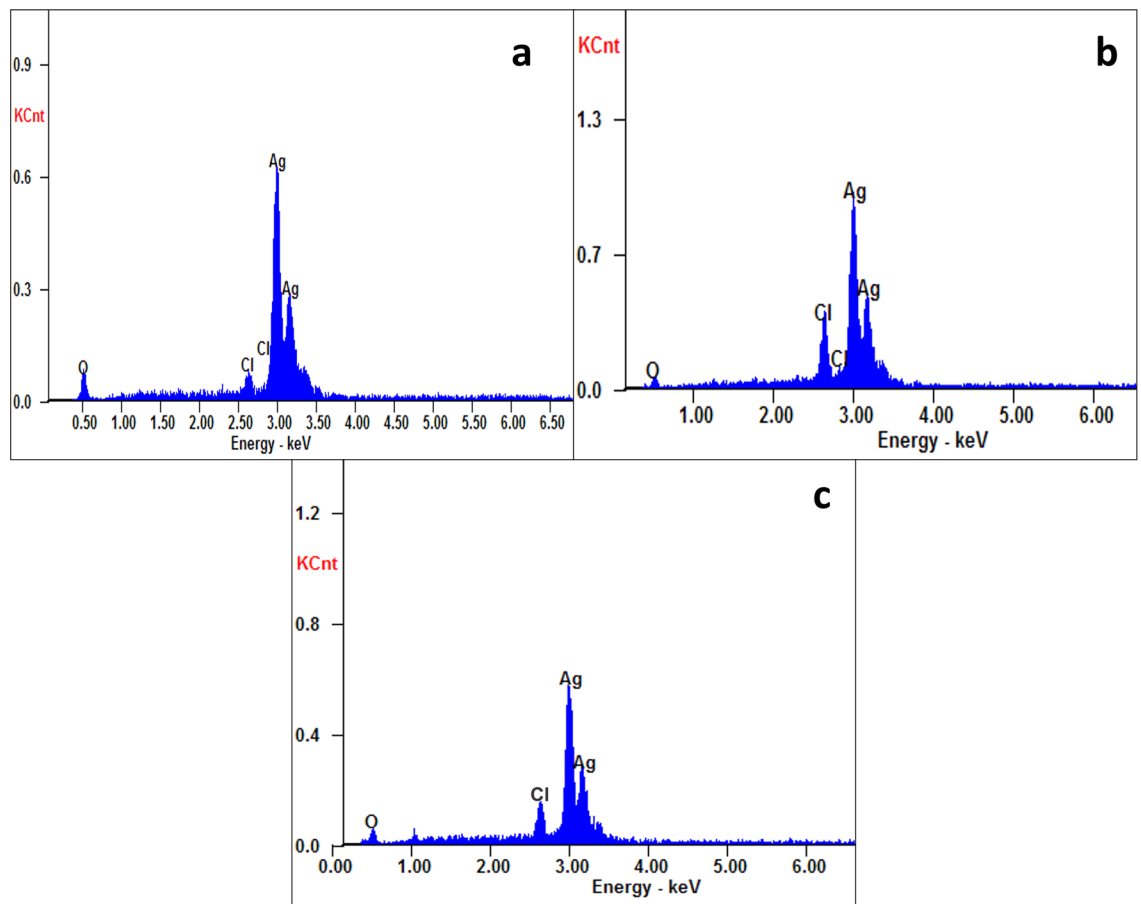 a
0.9
KCnt
0.6
0.3
0.0
Ag
Ag
Cl
Cl
O
0.50 1.00 1.50 2.00 2.50 3.00 3.50 4.00 4.50 5.00 5.50 6.00 6.50
Energy - keV
b
KCnt
1.3
0.7
0.0
Ag
Ag
Cl
Cl
O
1.00 2.00 3.00 4.00 5.00 6.00
Energy - keV
c
1.2
KCnt
0.8
0.4
0.0
Ag
Ag
Cl
O
0.00 1.00 2.00 3.00 4.00 5.00 6.00
Energy - keV